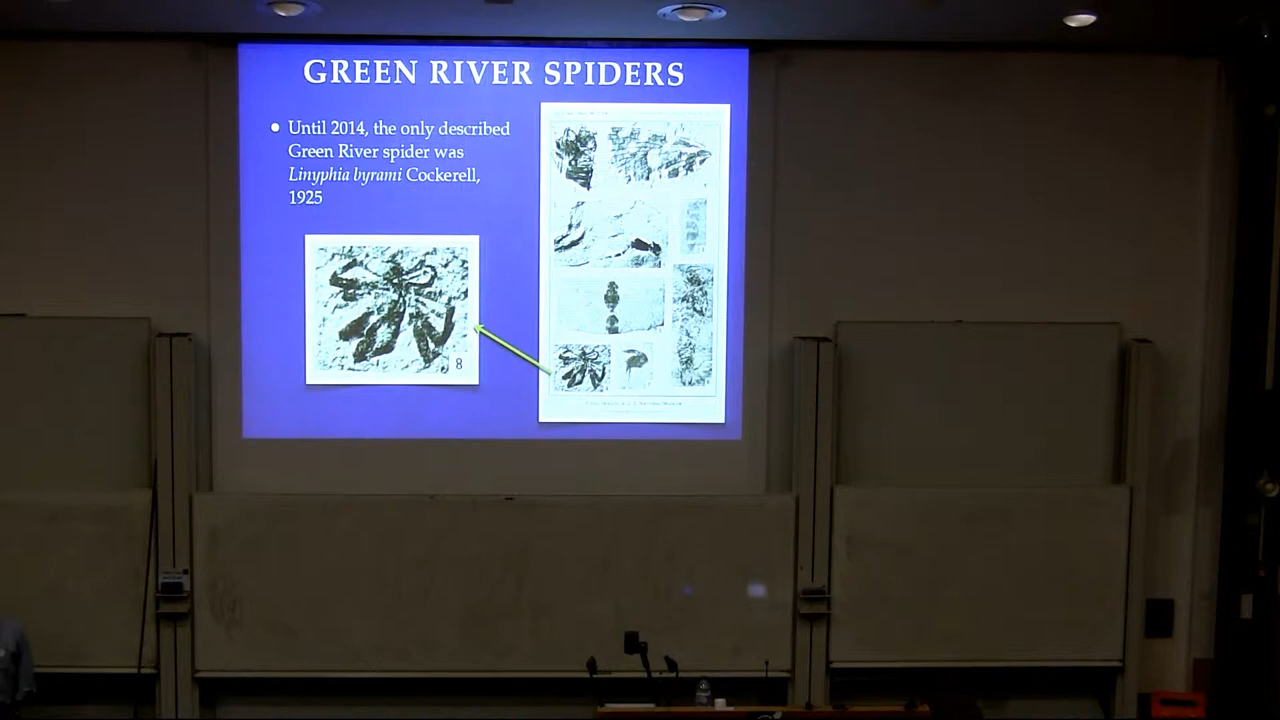 GREEN RIVER SPIDERS
• Until 2014, the only described
Green River spider was
Linyphia byrami Cockerell,
1925
8